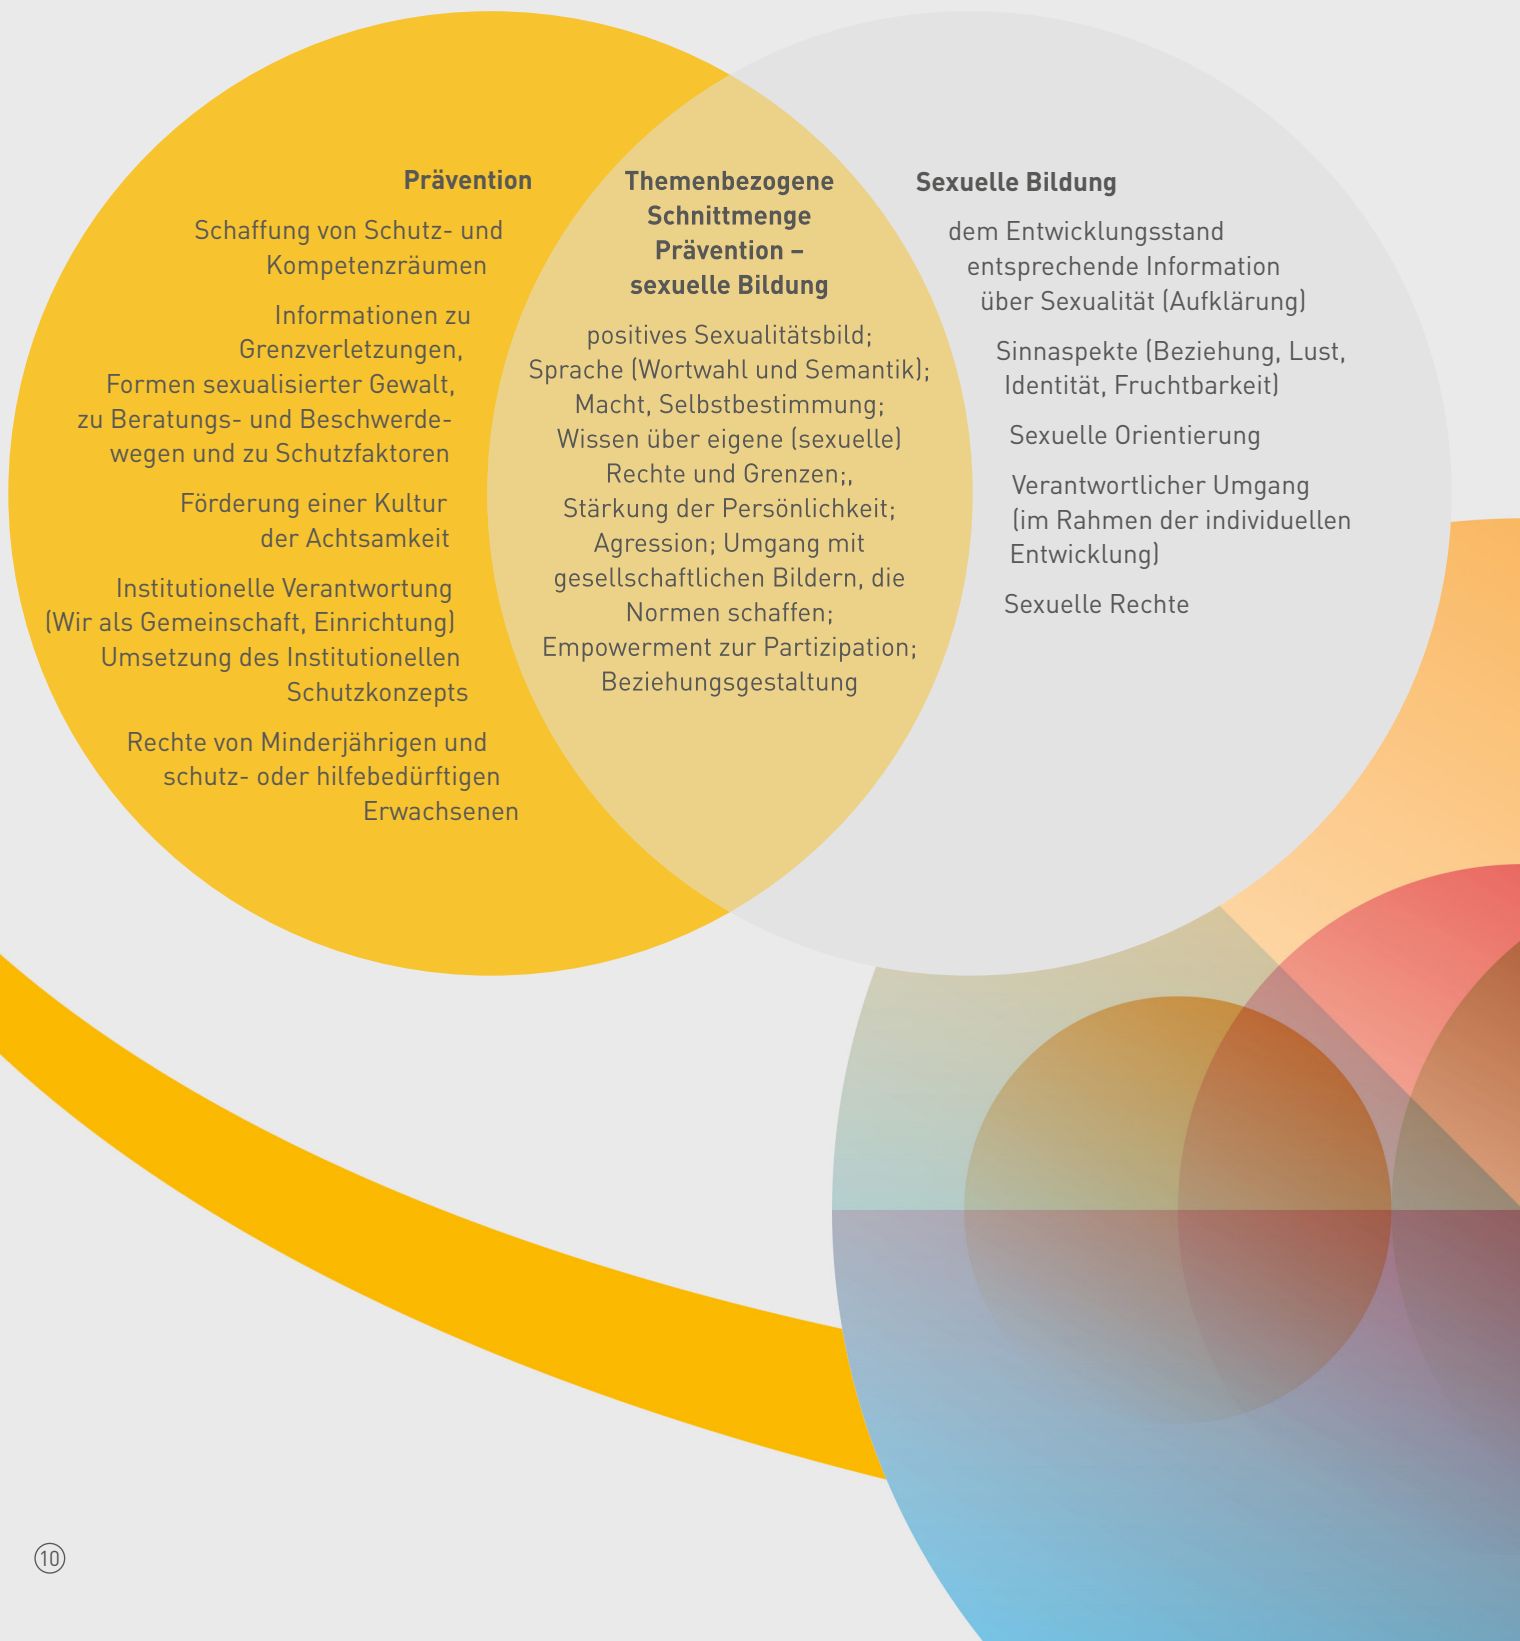 Prävention
Schaffung von Schutz- und
Kompetenzräumen
Informationen zu
Grenzverletzungen,
Formen sexualisierter Gewalt,
zu Beratungs- und Beschwerde-
wegen und zu Schutzfaktoren
Förderung einer Kultur
der Achtsamkeit
Institutionelle Verantwortung
(Wir als Gemeinschaft, Einrichtung)
Umsetzung des Institutionellen
Schutzkonzepts
Rechte von Minderjährigen und
schutz- oder hilfebedürftigen
Erwachsenen
Themenbezogene
Schnittmenge
Prävention –
sexuelle Bildung
positives Sexualitätsbild;
Sprache (Wortwahl und Semantik);
Macht, Selbstbestimmung;
Wissen über eigene (sexuelle)
Rechte und Grenzen;,
Stärkung der Persönlichkeit;
Agression; Umgang mit
gesellschaftlichen Bildern, die
Normen schaffen;
Empowerment zur Partizipation;
Beziehungsgestaltung
Sexuelle Bildung
dem Entwicklungsstand
entsprechende Information
über Sexualität (Aufklärung)
Sinnaspekte (Beziehung, Lust,
Identität, Fruchtbarkeit)
Sexuelle Orientierung
Verantwortlicher Umgang
(im Rahmen der individuellen
Entwicklung)
Sexuelle Rechte
10